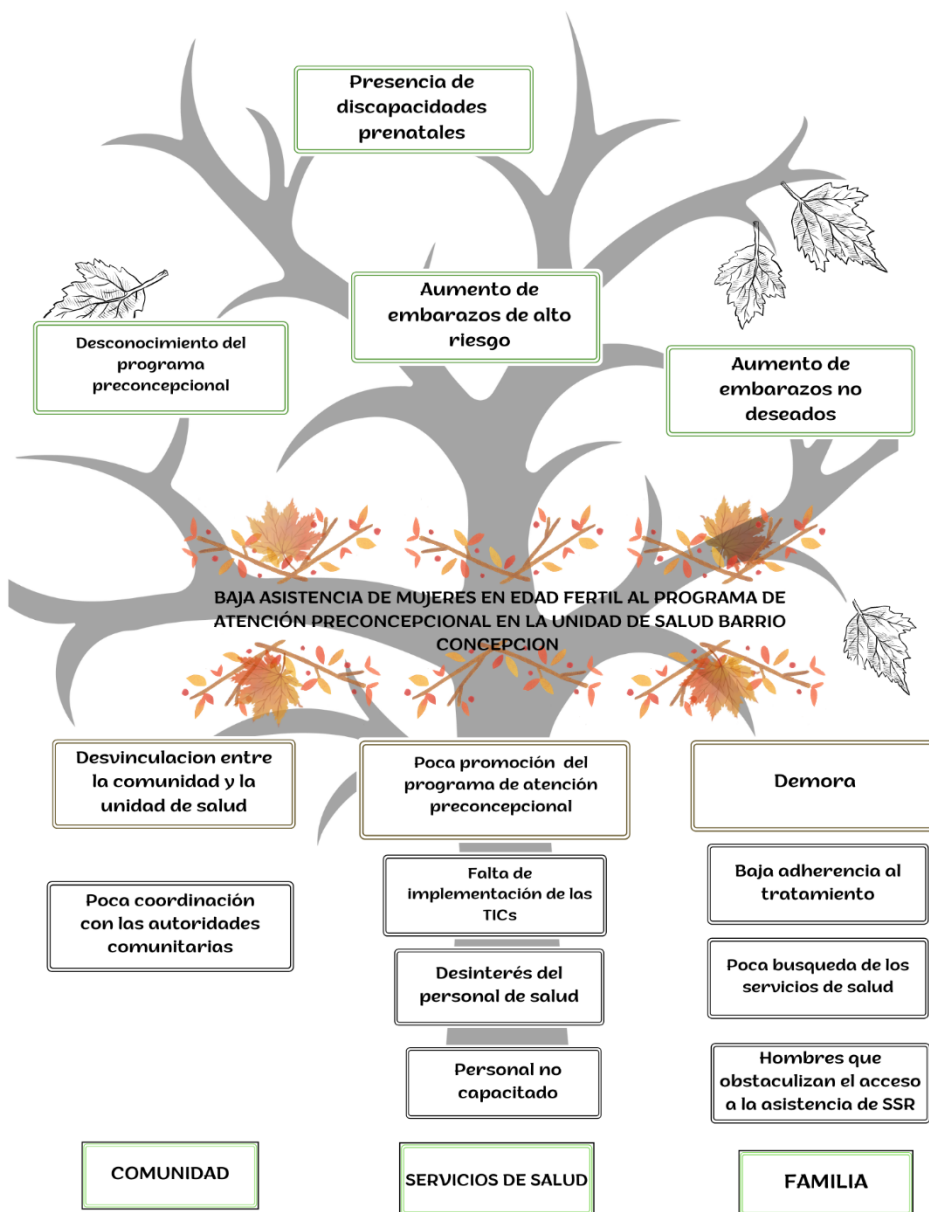 Presencia de
discapacidades
prenatales
Aumento de
embarazos de alto
riesgo
Desconocimiento del
programa
preconcepcional
Aumento de
embarazos no
deseados
BAJA ASISTENCIA DE MUJERES EN EDAD FERTIL AL PROGRAMA DE
ATENCIÓN PRECONCEPCIONAL EN LA UNIDAD DE SALUD BARRIO
CONCEPCION
Desvinculacion entre
la comunidad y la
unidad de salud
Poca promoción del
programa de atención
preconcepcional
Demora
Poca coordinación
con las autoridades
comunitarias
Falta de
implementación de las
TICs
Baja adherencia al
tratamiento
Desinterés del
personal de salud
Poca busqueda de los
servicios de salud
Personal no
capacitado
Hombres que
obstaculizan el acceso
a la asistencia de SSR
COMUNIDAD
SERVICIOS DE SALUD
FAMILIA